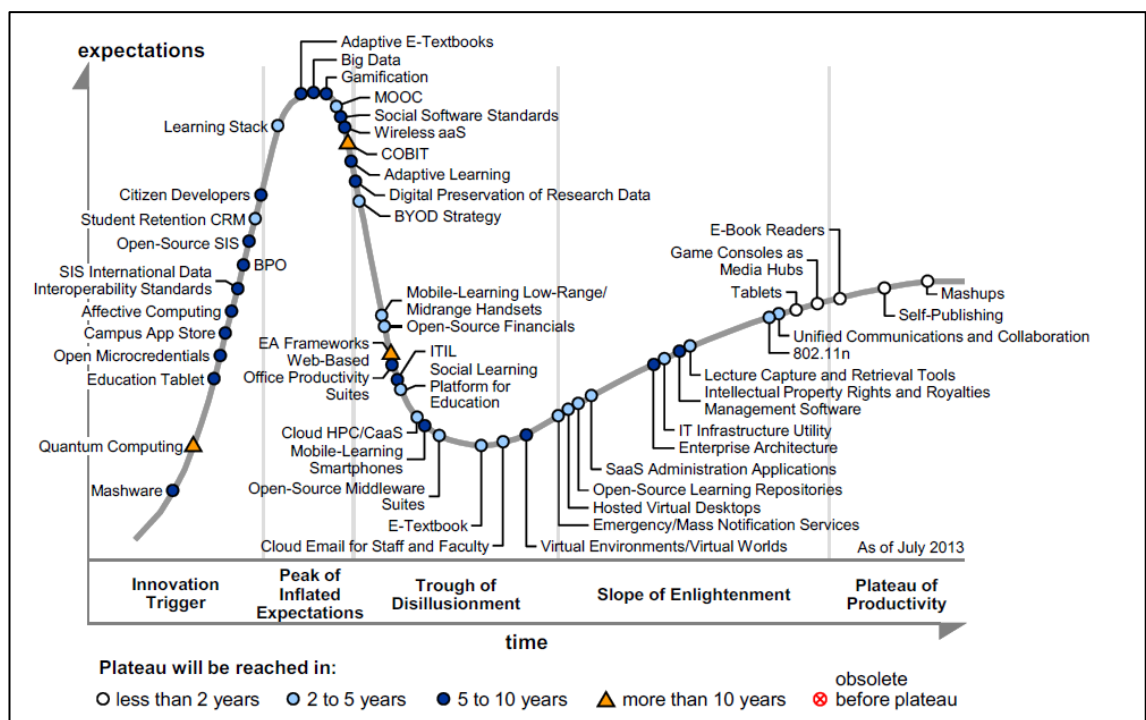 expectations
Adaptive E-Textbooks
Big Data
Gamification
MOOC
Social Software Standards
Wireless aaS
COBIT
Adaptive Learning
Digital Preservation of Research Data
BYOD Strategy
Learning Stack
Citizen Developers
Student Retention CRM
Open-Source SIS
BPO
SIS International Data
Interoperability Standards
Affective Computing
Campus App Store
Open Microcredentials
Education Tablet
Quantum Computing
Mashware
Mobile-Learning Low-Range/
Midrange Handsets
Open-Source Financials
EA Frameworks
Web-Based
Office Productivity
Suites
ITIL
Social Learning
Platform for
Education
Cloud HPC/CaaS
Mobile-Learning
Smartphones
Open-Source Middleware
Suites
E-Textbook
Cloud Email for Staff and Faculty
Virtual Environments/Virtual Worlds
Emergency/Mass Notification Services
Hosted Virtual Desktops
Open-Source Learning Repositories
SaaS Administration Applications
Enterprise Architecture
IT Infrastructure Utility
Intellectual Property Rights and Royalties
Management Software
Lecture Capture and Retrieval Tools
802.11n
Unified Communications and Collaboration
Tablets
Game Consoles as
Media Hubs
E-Book Readers
Self-Publishing
Mashups
As of July 2013
Innovation
Trigger
Peak of
Inflated
Expectations
Trough of
Disillusionment
Slope of Enlightenment
Plateau of
Productivity
time
Plateau will be reached in:
less than 2 years
2 to 5 years
5 to 10 years
more than 10 years
obsolete
before plateau